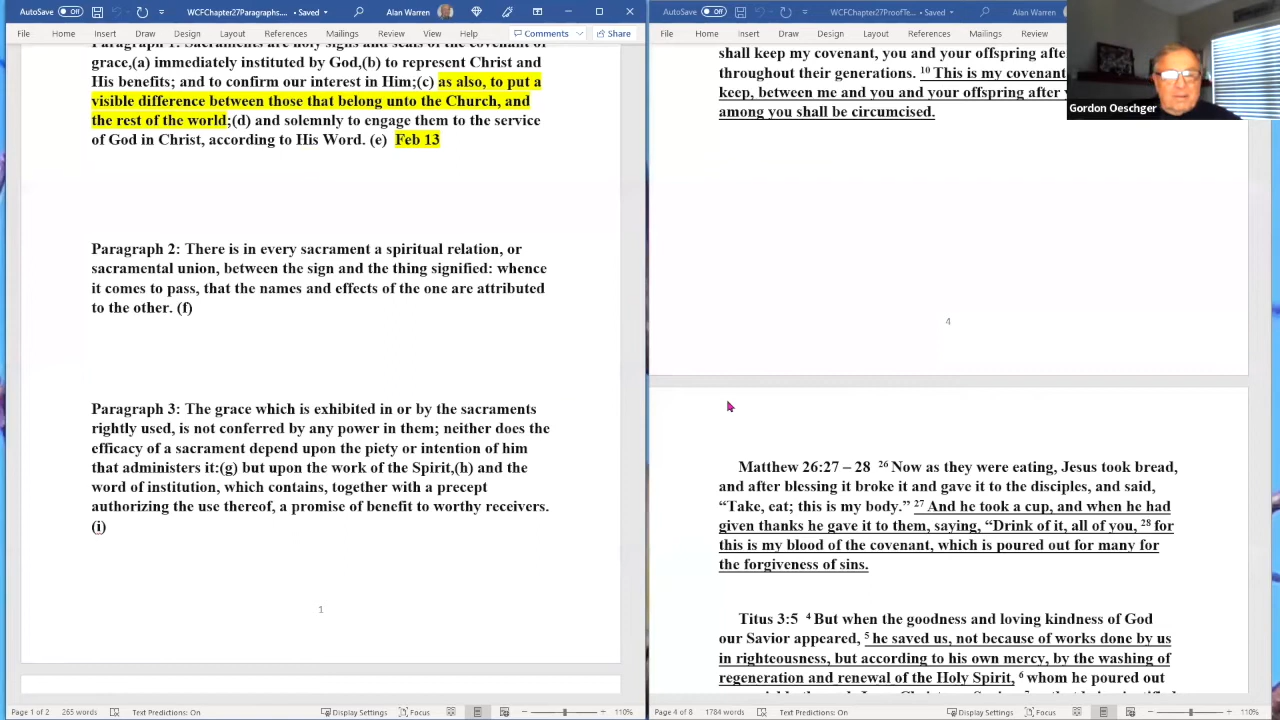 AutoSave Off WCFChapter27Paragraphs... • Saved Alan Warren
File Home Insert Draw Design Layout References Mailings Review View Help Comments Share
Paragraph 1: Sacraments are holy signs and seals of the covenant of
grace,(a) immediately instituted by God,(b) to represent Christ and
His benefits; and to confirm our interest in Him;(c) as also, to put a
visible difference between those that belong unto the Church, and
the rest of the world;(d) and solemnly to engage them to the service
of God in Christ, according to His Word. (e) Feb 13
Paragraph 2: There is in every sacrament a spiritual relation, or
sacramental union, between the sign and the thing signified: whence
it comes to pass, that the names and effects of the one are attributed
to the other. (f)
Paragraph 3: The grace which is exhibited in or by the sacraments
rightly used, is not conferred by any power in them; neither does the
efficacy of a sacrament depend upon the piety or intention of him
that administers it:(g) but upon the work of the Spirit,(h) and the
word of institution, which contains, together with a precept
authorizing the use thereof, a promise of benefit to worthy receivers.
(i)
1
Page 1 of 2 265 words Text Predictions: On Display Settings Focus 110%
AutoSave Off WCFChapter27ProofTe... • Saved Alan Warren
File Home Insert Draw Design Layout References Mailings Review
Gordon Oeschger
shall keep my covenant, you and your offspring after
throughout their generations. 10 This is my covenant
keep, between me and you and your offspring after
among you shall be circumcised.
4
Matthew 26:27 – 28 26 Now as they were eating, Jesus took bread,
and after blessing it broke it and gave it to the disciples, and said,
“Take, eat; this is my body.” 27 And he took a cup, and when he had
given thanks he gave it to them, saying, “Drink of it, all of you, 28 for
this is my blood of the covenant, which is poured out for many for
the forgiveness of sins.
Titus 3:5 4 But when the goodness and loving kindness of God
our Savior appeared, 5 he saved us, not because of works done by us
in righteousness, but according to his own mercy, by the washing of
regeneration and renewal of the Holy Spirit, 6 whom he poured out
Page 4 of 8 1784 words Text Predictions: On Display Settings Focus 110%